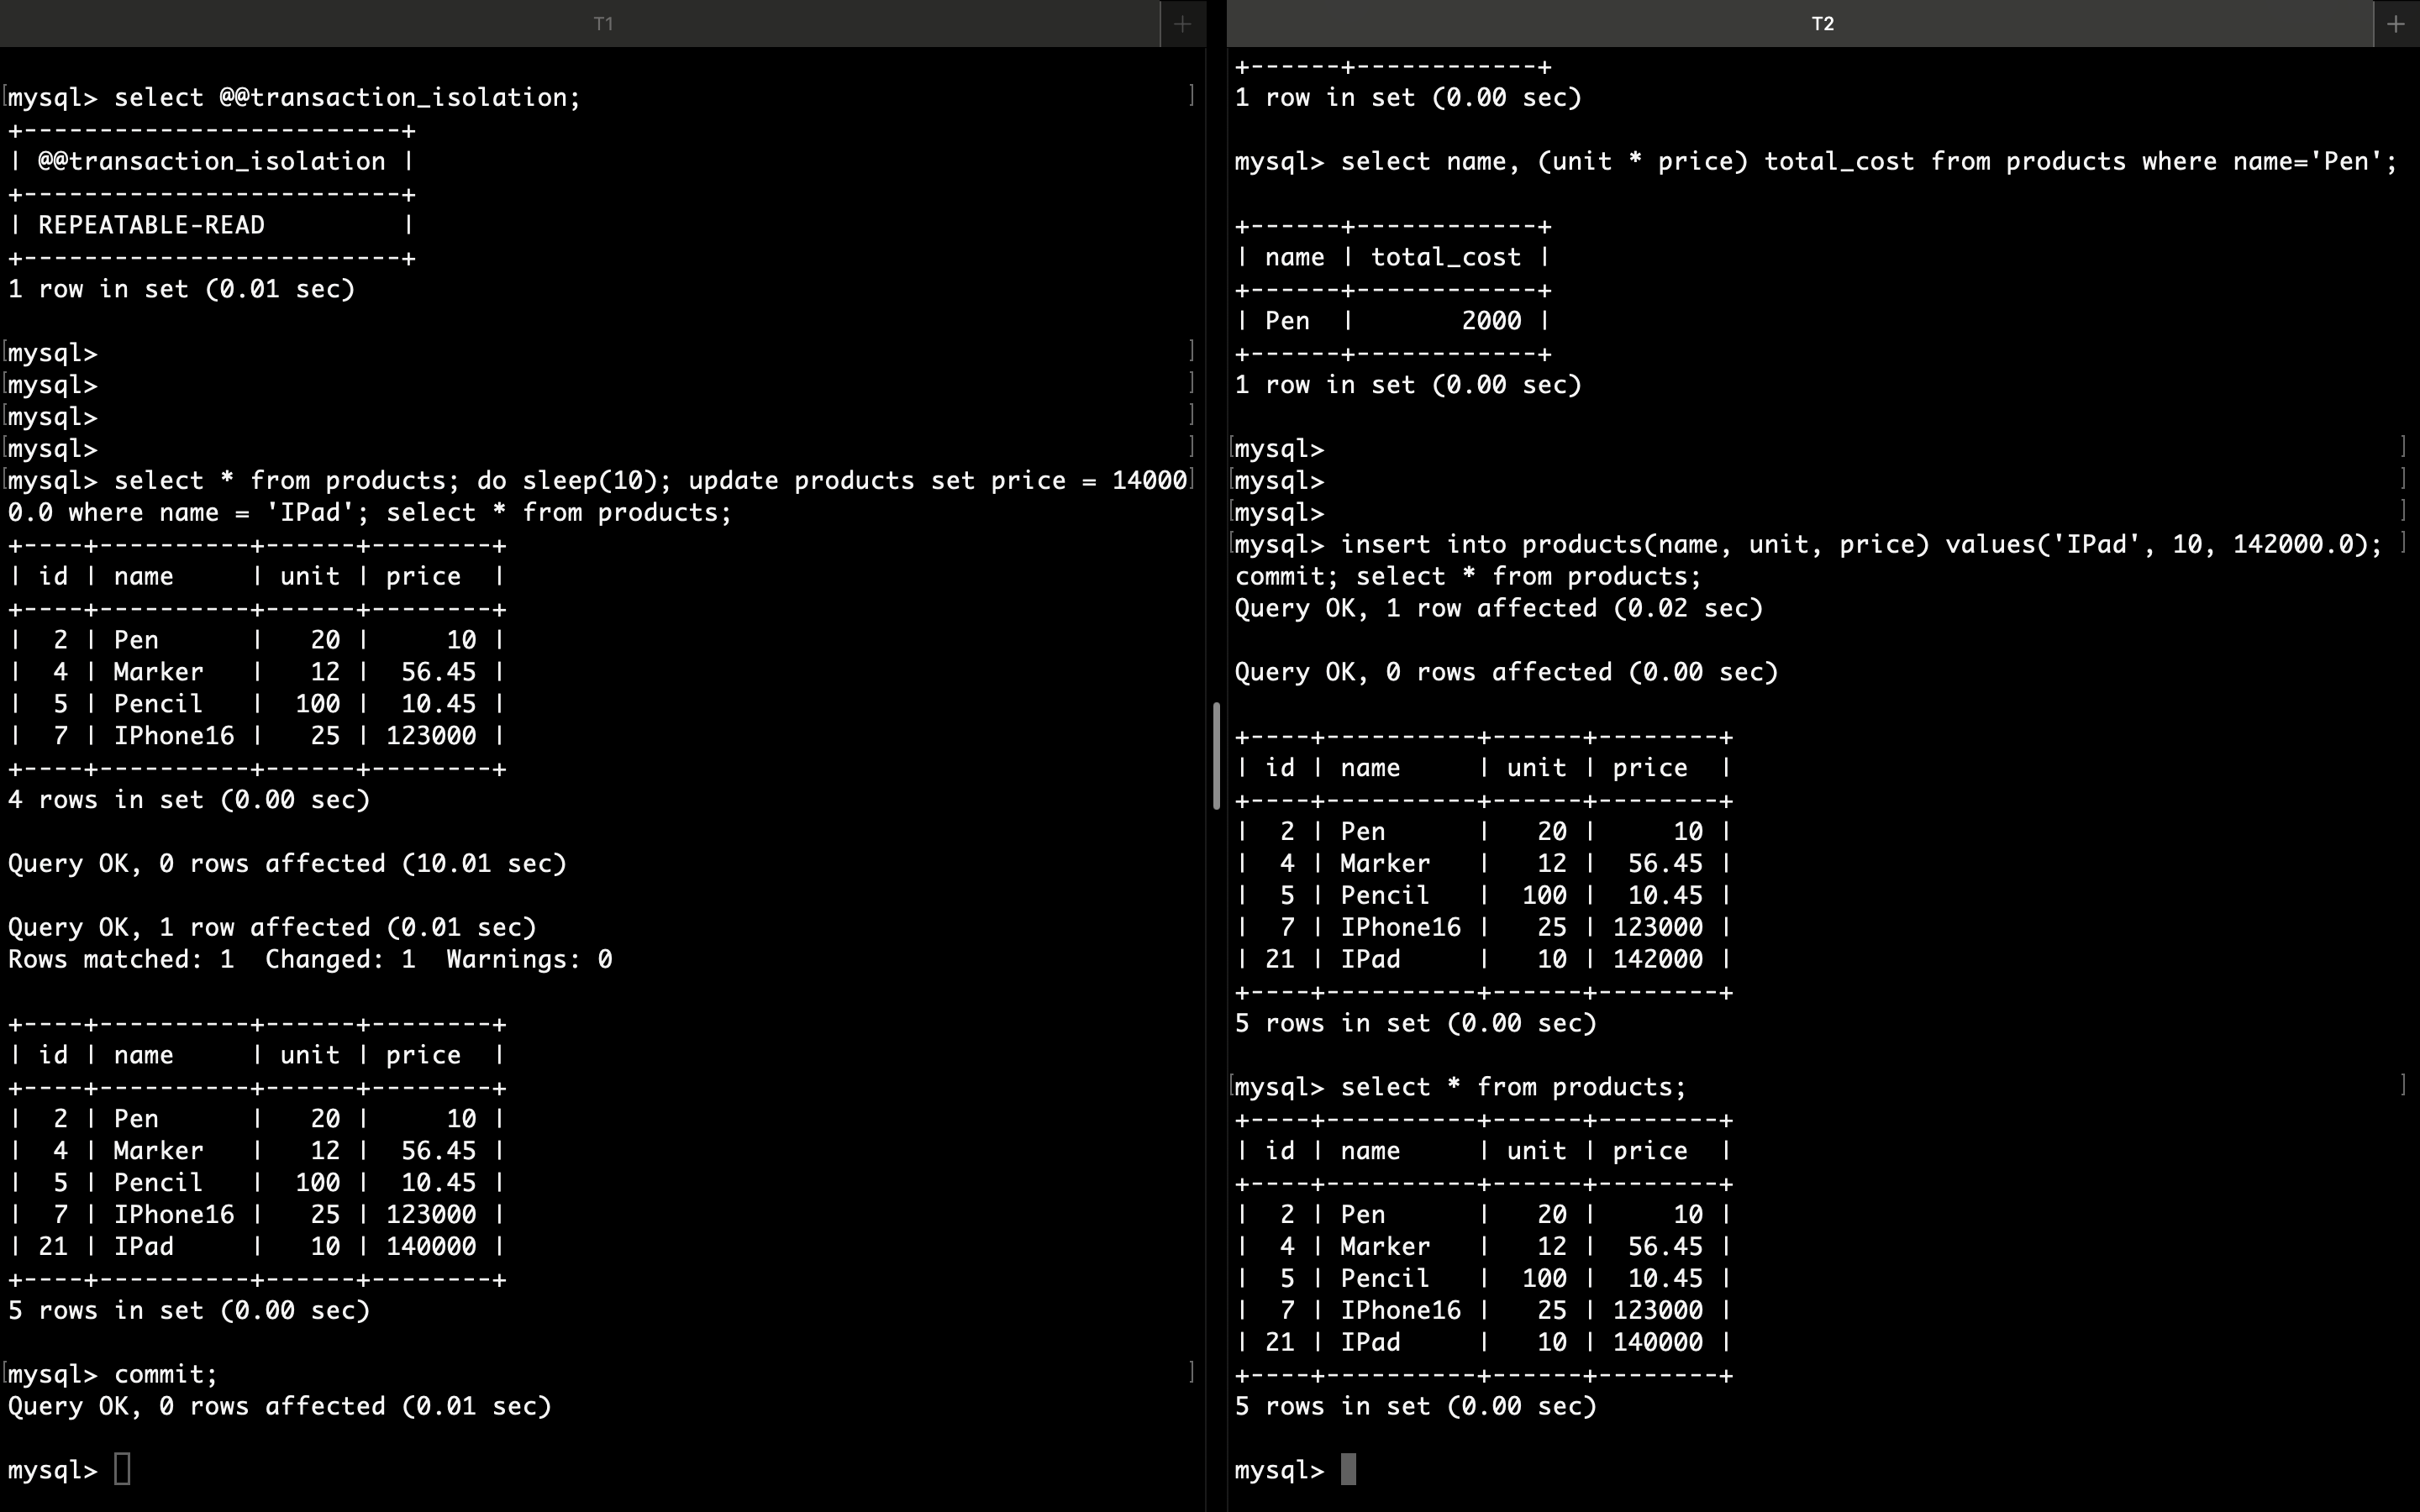 T1
mysql> select @@transaction_isolation;
+-------------------------+
| @@transaction_isolation |
+-------------------------+
| REPEATABLE-READ         |
+-------------------------+
1 row in set (0.01 sec)
mysql>
mysql>
mysql>
mysql>
mysql> select * from products; do sleep(10); update products set price = 14000
0.0 where name = 'IPad'; select * from products;
+----+----------+------+--------+
| id | name     | unit | price  |
+----+----------+------+--------+
|  2 | Pen      |   20 |     10 |
|  4 | Marker   |   12 |  56.45 |
|  5 | Pencil   |  100 |  10.45 |
|  7 | IPhone16 |   25 | 123000 |
+----+----------+------+--------+
4 rows in set (0.00 sec)
Query OK, 0 rows affected (10.01 sec)
Query OK, 1 row affected (0.01 sec)
Rows matched: 1  Changed: 1  Warnings: 0
+----+----------+------+--------+
| id | name     | unit | price  |
+----+----------+------+--------+
|  2 | Pen      |   20 |     10 |
|  4 | Marker   |   12 |  56.45 |
|  5 | Pencil   |  100 |  10.45 |
|  7 | IPhone16 |   25 | 123000 |
| 21 | IPad     |   10 | 140000 |
+----+----------+------+--------+
5 rows in set (0.00 sec)
mysql> commit;
Query OK, 0 rows affected (0.01 sec)
mysql>
T2
+------+------------+
1 row in set (0.00 sec)
mysql> select name, (unit * price) total_cost from products where name='Pen';
+------+------------+
| name | total_cost |
+------+------------+
| Pen  |       2000 |
+------+------------+
1 row in set (0.00 sec)
mysql>
mysql>
mysql>
mysql> insert into products(name, unit, price) values('IPad', 10, 142000.0);
commit; select * from products;
Query OK, 1 row affected (0.02 sec)
Query OK, 0 rows affected (0.00 sec)
+----+----------+------+--------+
| id | name     | unit | price  |
+----+----------+------+--------+
|  2 | Pen      |   20 |     10 |
|  4 | Marker   |   12 |  56.45 |
|  5 | Pencil   |  100 |  10.45 |
|  7 | IPhone16 |   25 | 123000 |
| 21 | IPad     |   10 | 142000 |
+----+----------+------+--------+
5 rows in set (0.00 sec)
mysql> select * from products;
+----+----------+------+--------+
| id | name     | unit | price  |
+----+----------+------+--------+
|  2 | Pen      |   20 |     10 |
|  4 | Marker   |   12 |  56.45 |
|  5 | Pencil   |  100 |  10.45 |
|  7 | IPhone16 |   25 | 123000 |
| 21 | IPad     |   10 | 140000 |
+----+----------+------+--------+
5 rows in set (0.00 sec)
mysql>